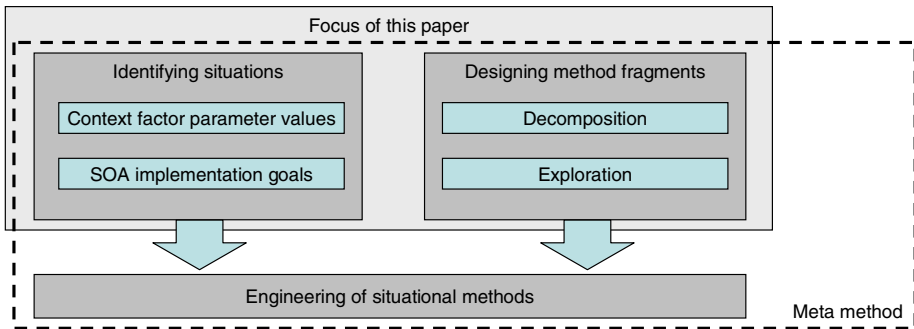 Focus of this paper
Identifying situations
Context factor parameter values
SOA implementation goals
Designing method fragments
Decomposition
Exploration
Engineering of situational methods
Meta method